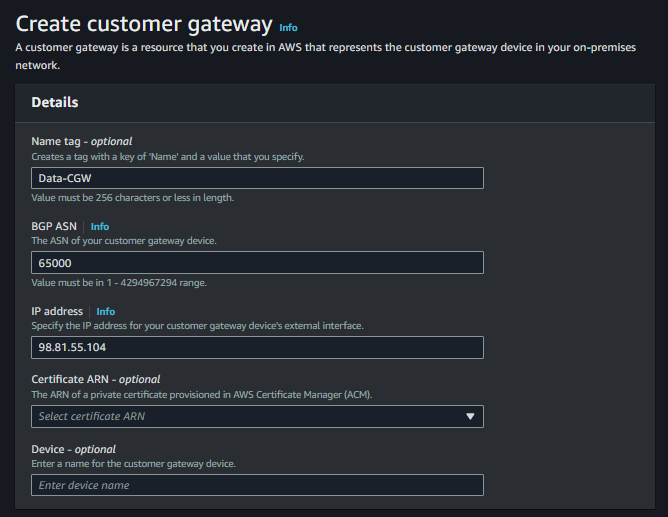 Create customer gateway Info
A customer gateway is a resource that you create in AWS that represents the customer gateway device in your on-premises
network.
Details
Name tag - optional
Creates a tag with a key of 'Name' and a value that you specify.
Data-CGW
Value must be 256 characters or less in length.
BGP ASN Info
The ASN of your customer gateway device.
65000
Value must be in 1 - 4294967294 range.
IP address Info
Specify the IP address for your customer gateway device's external interface.
98.81.55.104
Certificate ARN - optional
The ARN of a private certificate provisioned in AWS Certificate Manager (ACM).
Select certificate ARN
Device - optional
Enter a name for the customer gateway device.
Enter device name